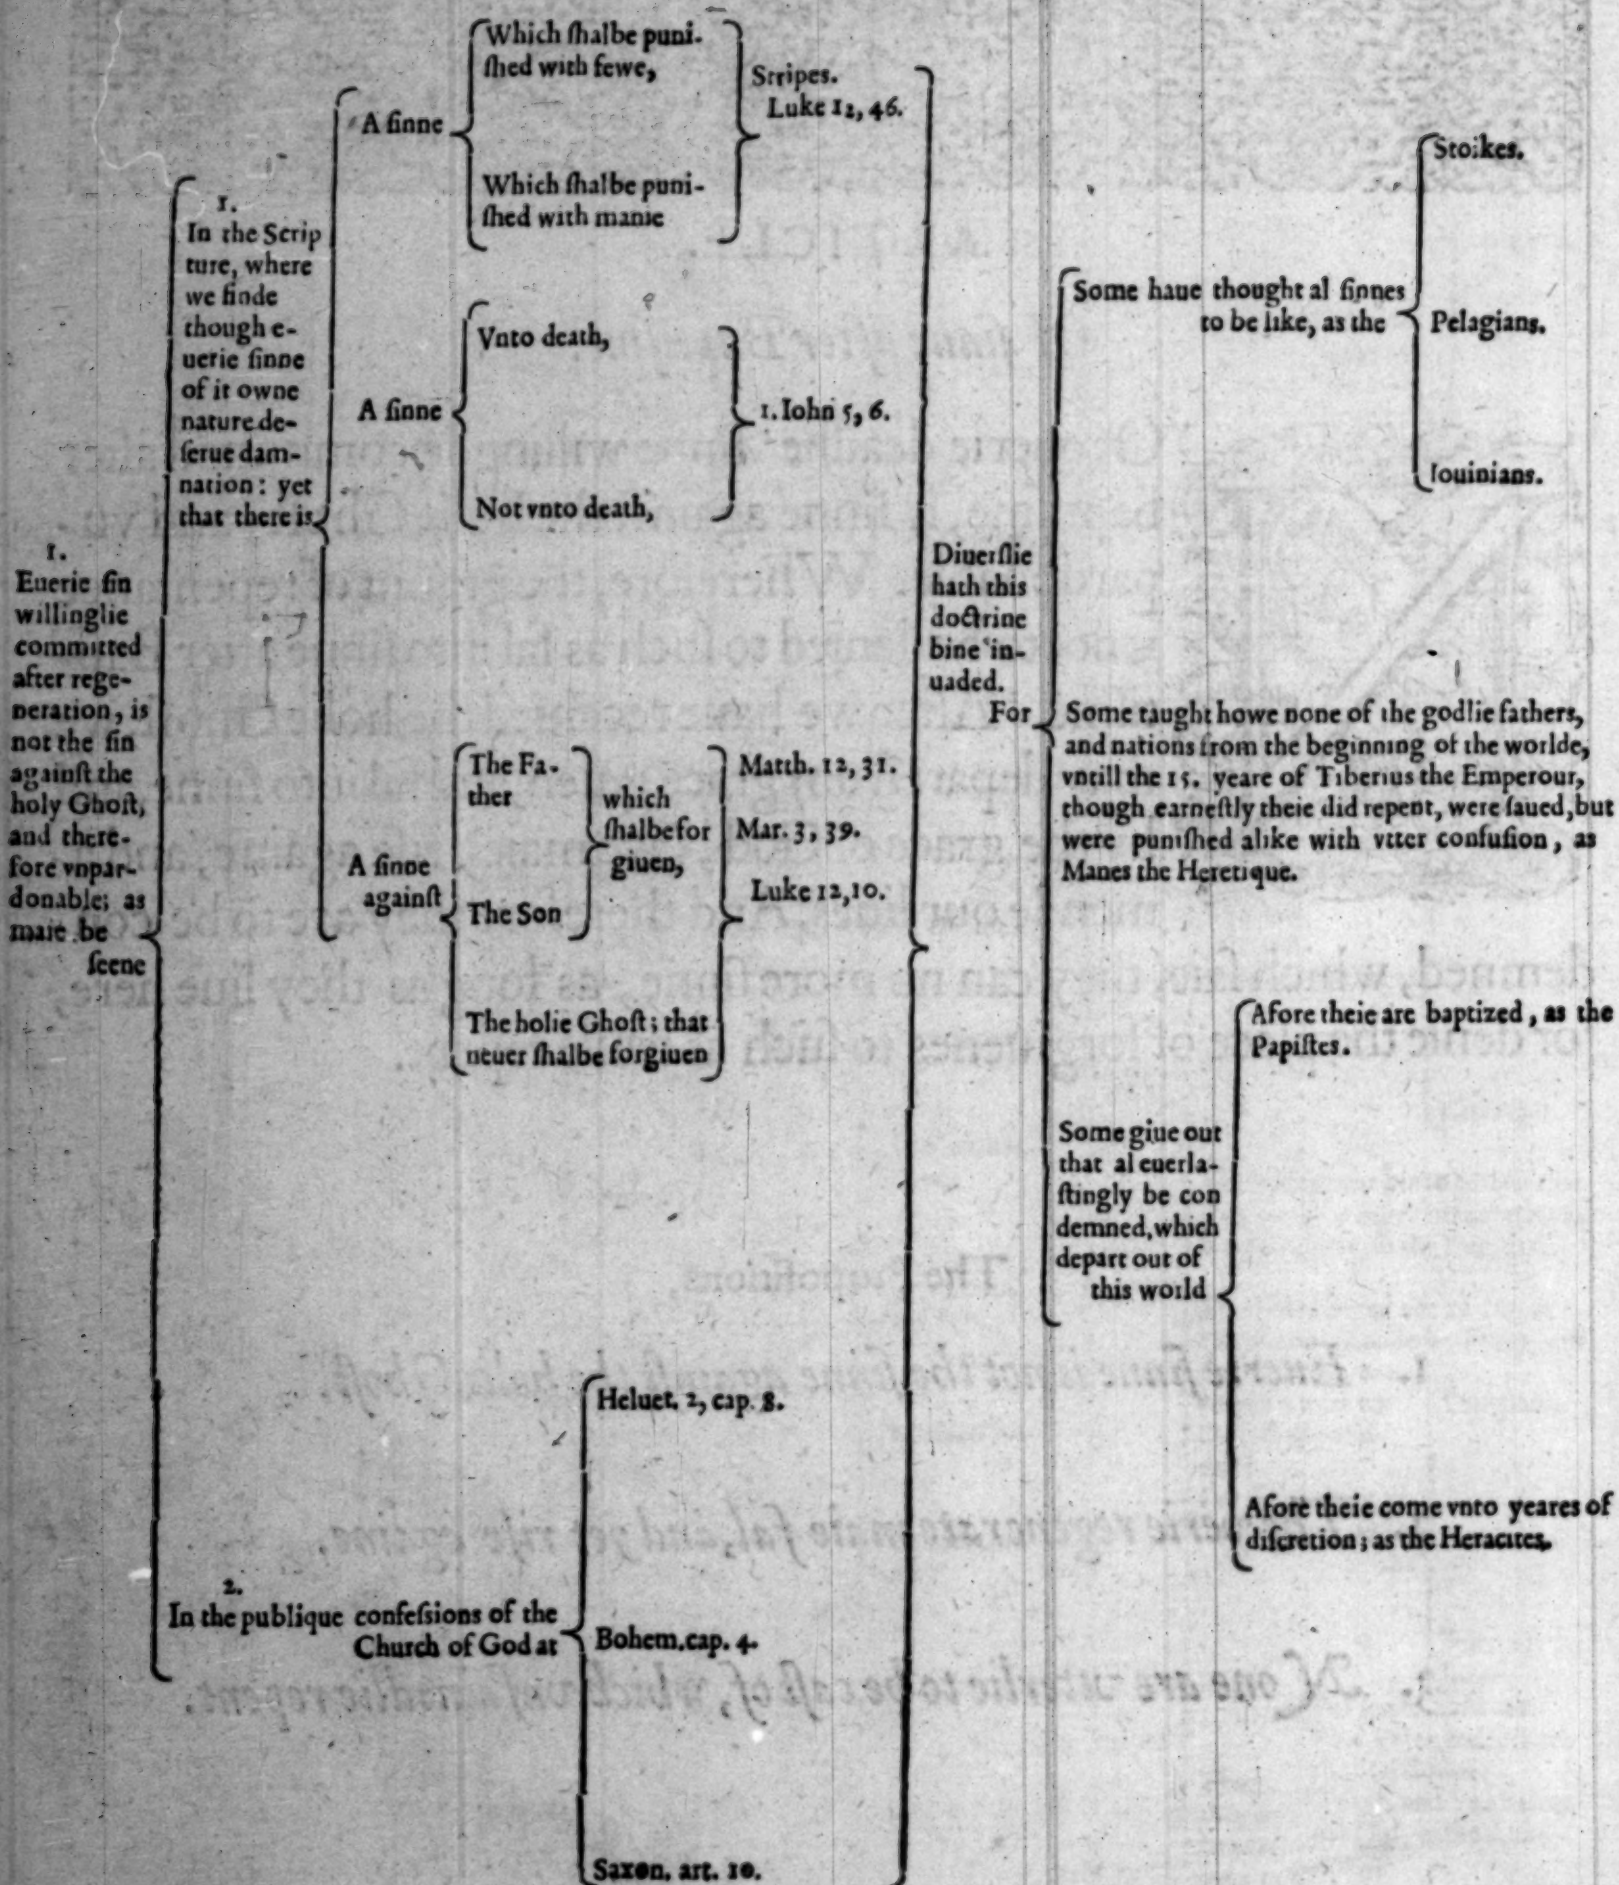 1.
Euerie ſin
willinglie
committed
after rege-
neration, is
not the ſin
againſt the
holy Ghoſt,
and there-
fore vnpar-
donable; as
maie be
ſeene
1.
In the Scrip
ture, where
we finde
though e-
uerie ſinne
of it owne
nature de-
ſerue dam-
nation: yet
that there is
A ſinne
Which ſhalbe puni-
ſhed with fewe,
Which ſhalbe puni-
ſhed with manie
Stripes.
Luke 12, 46.
A ſinne
Vnto death,
Not vnto death,
1. Iohn 5, 6.
A ſinne
againſt
The Fa-
ther
The Son
which
ſhalbe for
giuen,
The holie Ghoſt; that
neuer ſhalbe forgiuen
Matth. 12, 31.
Mar. 3, 39.
Luke 12,10.
2.
In the publique confeſsions of the
Church of God at
Heluet. 2, cap. 8.
Bohem.cap. 4.
Saxon. art. 10.
Diuerſlie
hath this
doctrine
bine in-
uaded.
For
Some haue thought al ſinnes
to be like, as the
Stoikes.
Pelagians.
Iouinians.
Some taught howe none of the godlie fathers,
and nations from the beginning of the worlde,
vntill the 15. yeare of Tiberius the Emperour,
though earneſtly theie did repent, were ſaued, but
were puniſhed alike with vtter confuſion, as
Manes the Heretique.
Some giue out
that al euerla-
ſtingly be con
demned, which
depart out of
this world
Afore theie are baptized, as the
Papiſtes.
Afore theie come vnto yeares of
diſcretion; as the Heracites.